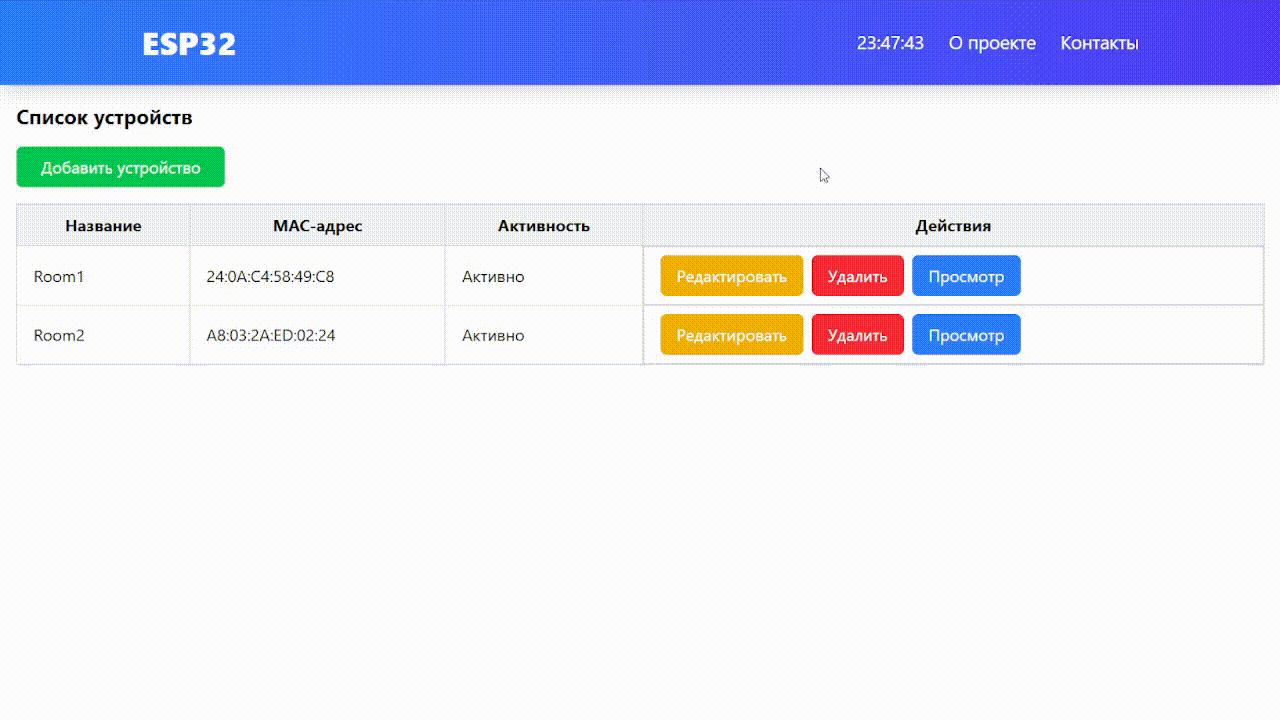 ESP32 23:47:43 О проекте Контакты
Список устройств
Добавить устройство
Название MAC-адрес Активность Действия
Room1 24:0A:C4:58:49:C8 Активно Редактировать Удалить Просмотр
Room2 A8:03:2A:ED:02:24 Активно Редактировать Удалить Просмотр